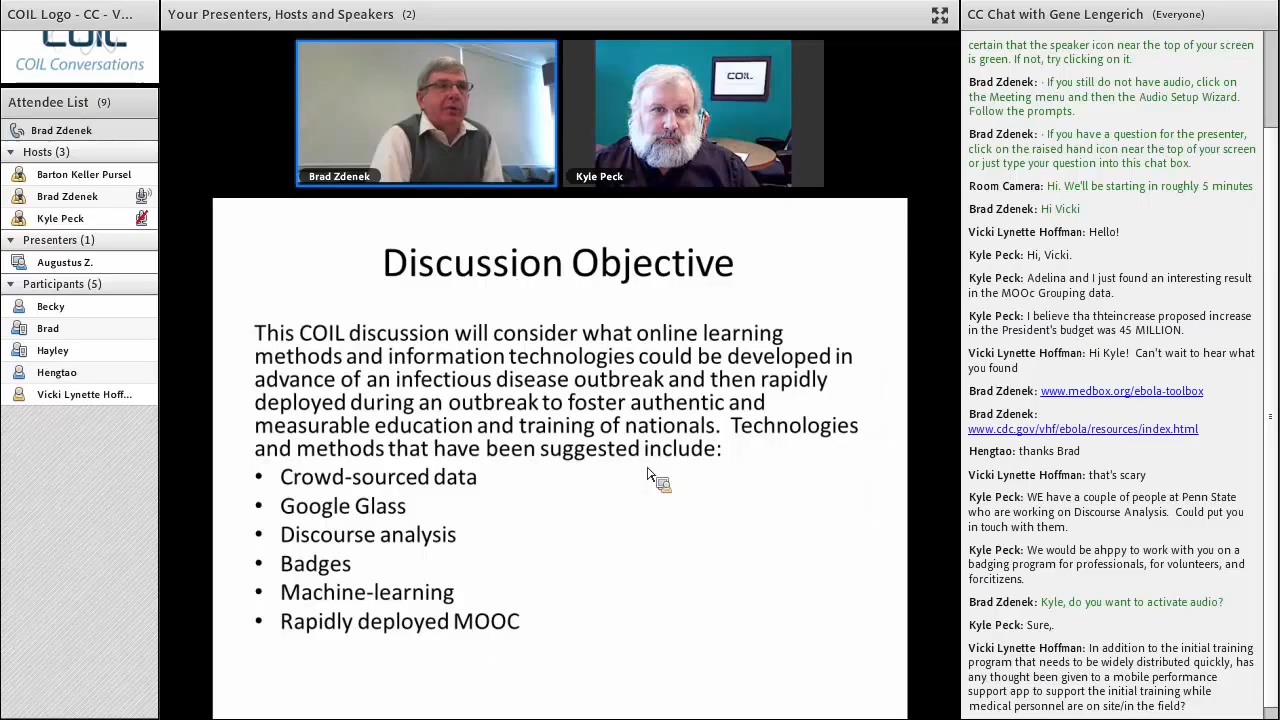 COIL Logo - CC - V...
COIL
COIL Conversations
Attendee List (9)
Brad Zdenek
Hosts (3)
Barton Keller Pursel
Brad Zdenek
Kyle Peck
Presenters (1)
Augustus Z.
Participants (5)
Becky
Brad
Hayley
Hengtao
Vicki Lynette Hoff...
Your Presenters, Hosts and Speakers (2)
COIL
Brad Zdenek
Kyle Peck
Discussion Objective
This COIL discussion will consider what online learning
methods and information technologies could be developed in
advance of an infectious disease outbreak and then rapidly
deployed during an outbreak to foster authentic and
measurable education and training of nationals. Technologies
and methods that have been suggested include:
• Crowd-sourced data
• Google Glass
• Discourse analysis
• Badges
• Machine-learning
• Rapidly deployed MOOC
CC Chat with Gene Lengerich (Everyone)
certain that the speaker icon near the top of your screen
is green. If not, try clicking on it.
Brad Zdenek: · If you still do not have audio, click on
the Meeting menu and then the Audio Setup Wizard.
Follow the prompts.
Brad Zdenek: · If you have a question for the presenter,
click on the raised hand icon near the top of your screen
or just type your question into this chat box.
Room Camera: Hi. We'll be starting in roughly 5 minutes
Brad Zdenek: Hi Vicki
Vicki Lynette Hoffman: Hello!
Kyle Peck: Hi, Vicki.
Kyle Peck: Adelina and I just found an interesting result
in the MOOc Grouping data.
Kyle Peck: I believe tha thteincrease proposed increase
in the President's budget was 45 MILLION.
Vicki Lynette Hoffman: Hi Kyle! Can't wait to hear what
you found
Brad Zdenek: www.medbox.org/ebola-toolbox
Brad Zdenek:
www.cdc.gov/vhf/ebola/resources/index.html
Hengtao: thanks Brad
Vicki Lynette Hoffman: that's scary
Kyle Peck: WE have a couple of people at Penn State
who are working on Discourse Analysis. Could put you
in touch with them.
Kyle Peck: We would be ahppy to work with you on a
badging program for professionals, for volunteers, and
forcitizens.
Brad Zdenek: Kyle, do you want to activate audio?
Kyle Peck: Sure,.
Vicki Lynette Hoffman: In addition to the initial training
program that needs to be widely distributed quickly, has
any thought been given to a mobile performance
support app to support the initial training while
medical personnel are on site/in the field?